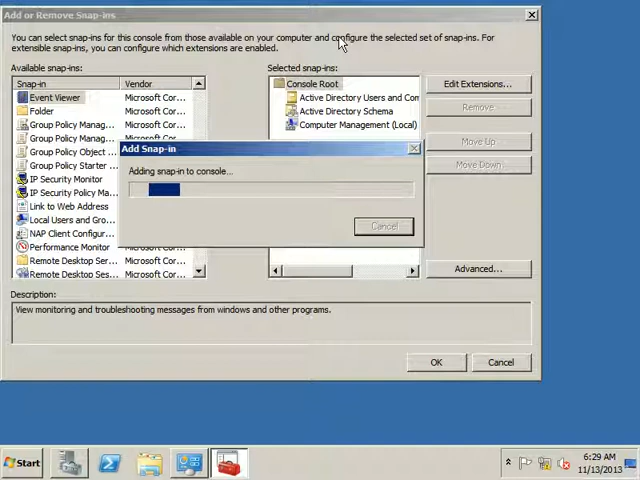 Add or Remove Snap-ins
You can select snap-ins for this console from those available on your computer and configure the selected set of snap-ins. For
extensible snap-ins, you can configure which extensions are enabled.
Available snap-ins:
Selected snap-ins:
Snap-in
Vendor
Event Viewer
Microsoft Cor...
Folder
Microsoft Cor...
Group Policy Manag...
Microsoft Cor...
Group Policy Manag...
Group Policy Object ...
Group Policy Starter ...
IP Security Monitor
IP Security Policy Ma...
Link to Web Address
Local Users and Gro...
NAP Client Configur...
Performance Monitor
Microsoft Cor...
Remote Desktop Ser...
Microsoft Cor...
Remote Desktop Ses...
Microsoft Cor...
Console Root
Active Directory Users and Com
Active Directory Schema
Computer Management (Local)
Edit Extensions...
Remove
Move Up
Move Down
Advanced...
Add Snap-in
Adding snap-in to console...
Cancel
Description:
View monitoring and troubleshooting messages from windows and other programs.
OK
Cancel
Start
6:29 AM
11/13/2013